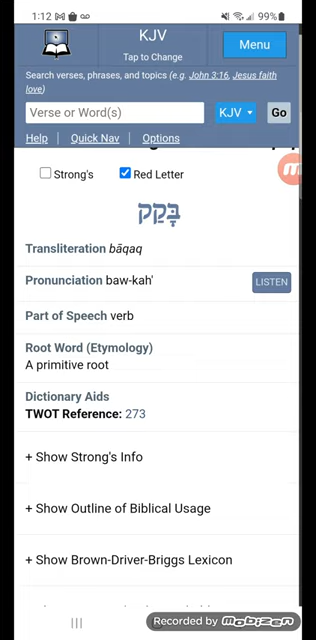 1:12 99%
KJV
Tap to Change
Menu
Search verses, phrases, and topics (e.g. John 3:16, Jesus faith
love)
Verse or Word(s) KJV Go
Help Quick Nav Options
Strong's Red Letter
בָּקַק
Transliteration bāqaq
Pronunciation baw-kah'
LISTEN
Part of Speech verb
Root Word (Etymology)
A primitive root
Dictionary Aids
TWOT Reference: 273
+ Show Strong's Info
+ Show Outline of Biblical Usage
+ Show Brown-Driver-Briggs Lexicon
Recorded by MOBIZEN